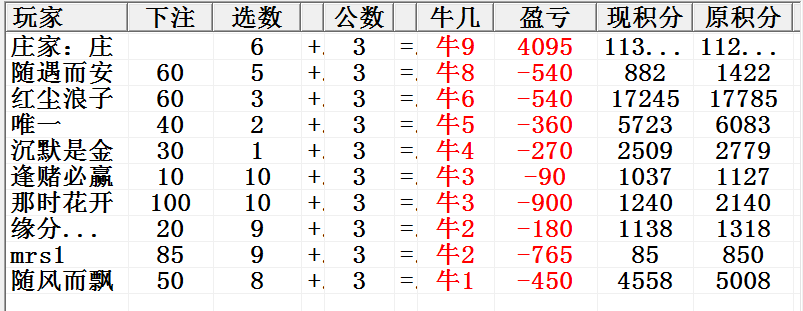 玩家 下注 选数 公数 牛几 盈亏 现积分 原积分
庄家：庄 6 +. 3 =. 牛9 4095 113... 112...
随遇而安 60 5 +. 3 =. 牛8 -540 882 1422
红尘浪子 60 3 +. 3 =. 牛6 -540 17245 17785
唯一 40 2 +. 3 =. 牛5 -360 5723 6083
沉默是金 30 1 +. 3 =. 牛4 -270 2509 2779
逢赌必赢 10 10 +. 3 =. 牛3 -90 1037 1127
那时花开 100 10 +. 3 =. 牛3 -900 1240 2140
缘分... 20 9 +. 3 =. 牛2 -180 1138 1318
mrs1 85 9 +. 3 =. 牛2 -765 85 850
随风而飘 50 8 +. 3 =. 牛1 -450 4558 5008